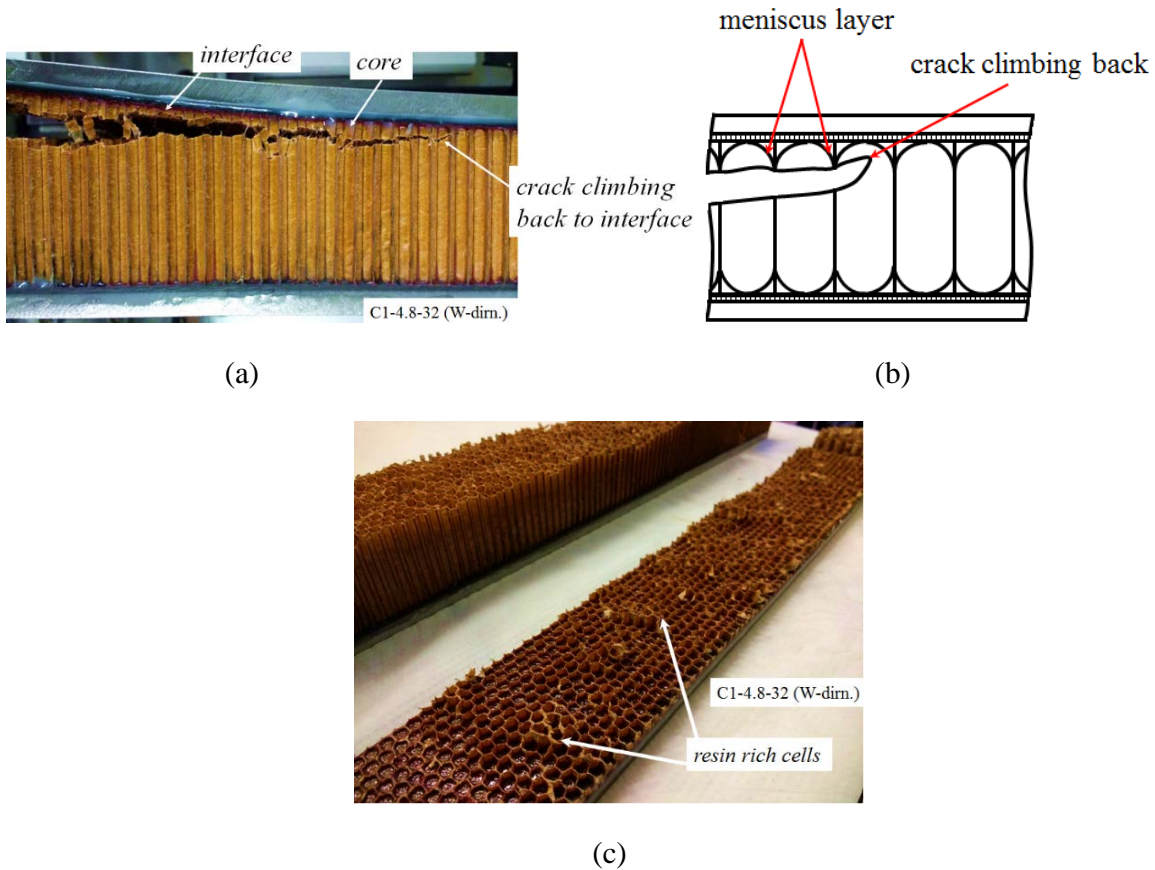 interface
core
crack climbing
back to interface
C1-4.8-32 (W-dirn.)
(a)
meniscus layer
crack climbing back
(b)
C1-4.8-32 (W-dirn.)
resin rich cells
(c)